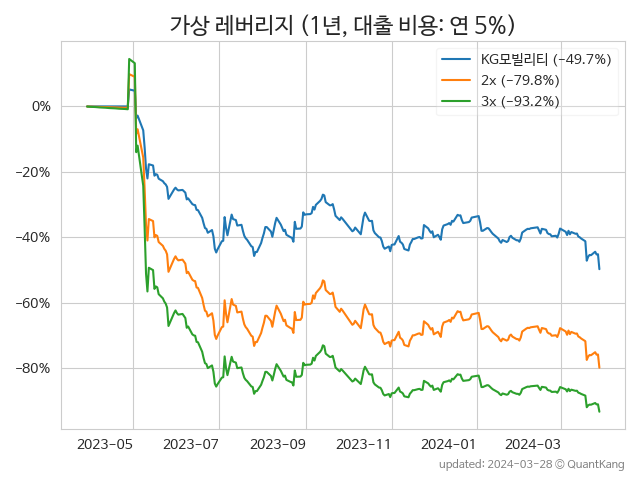 가상 레버리지 (1년, 대출 비용: 연 5%)
KG모빌리티 (−49.7%)
2x (−79.8%)
3x (−93.2%)
0%
−20%
−40%
−60%
−80%
2023−05 2023−07 2023−09 2023−11 2024−01 2024−03
updated: 2024−03−28 © QuantKang